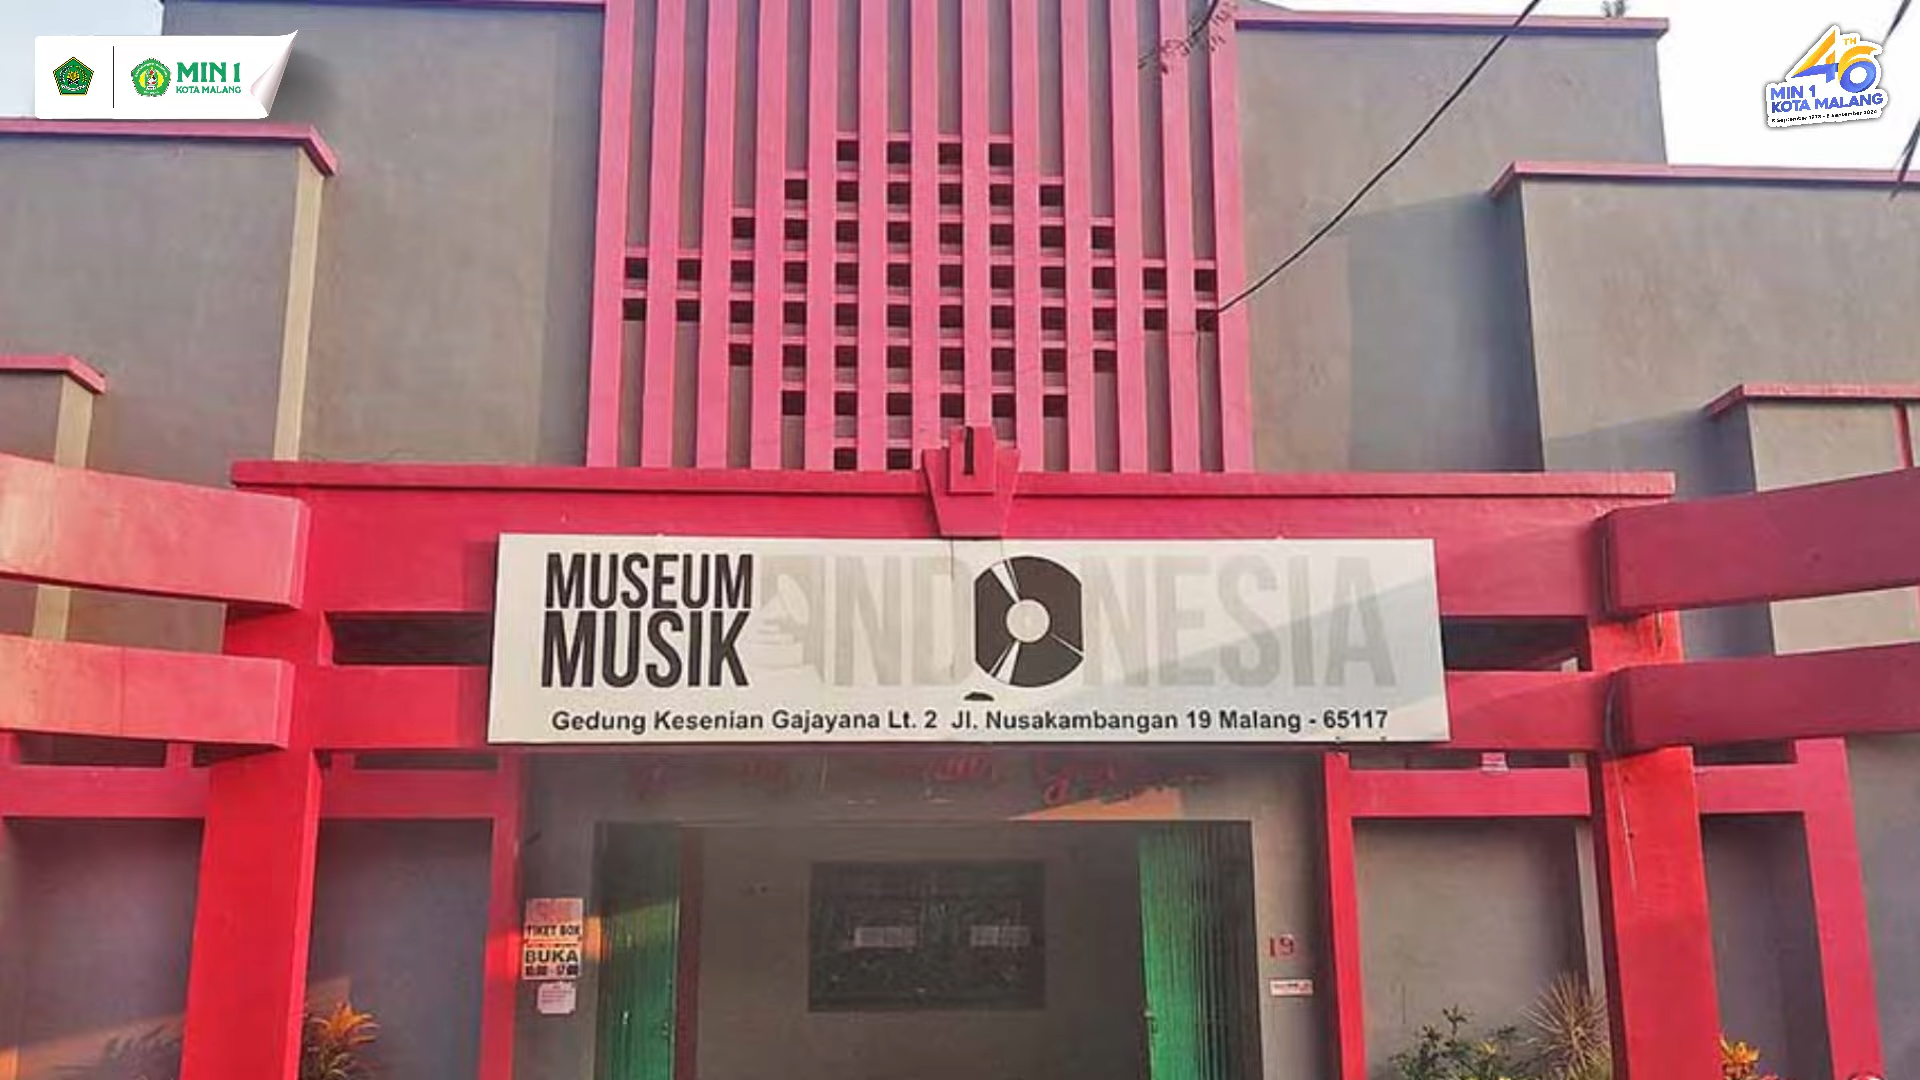 MIN 1
KOTA MALANG
46TH
MIN 1
KOTA MALANG
MUSEUM
MUSIK
INDONESIA
Gedung Kesenian Gajayana Lt. 2 Jl. Nusakambangan 19 Malang - 65117
TIKET BOX
BUKA
19